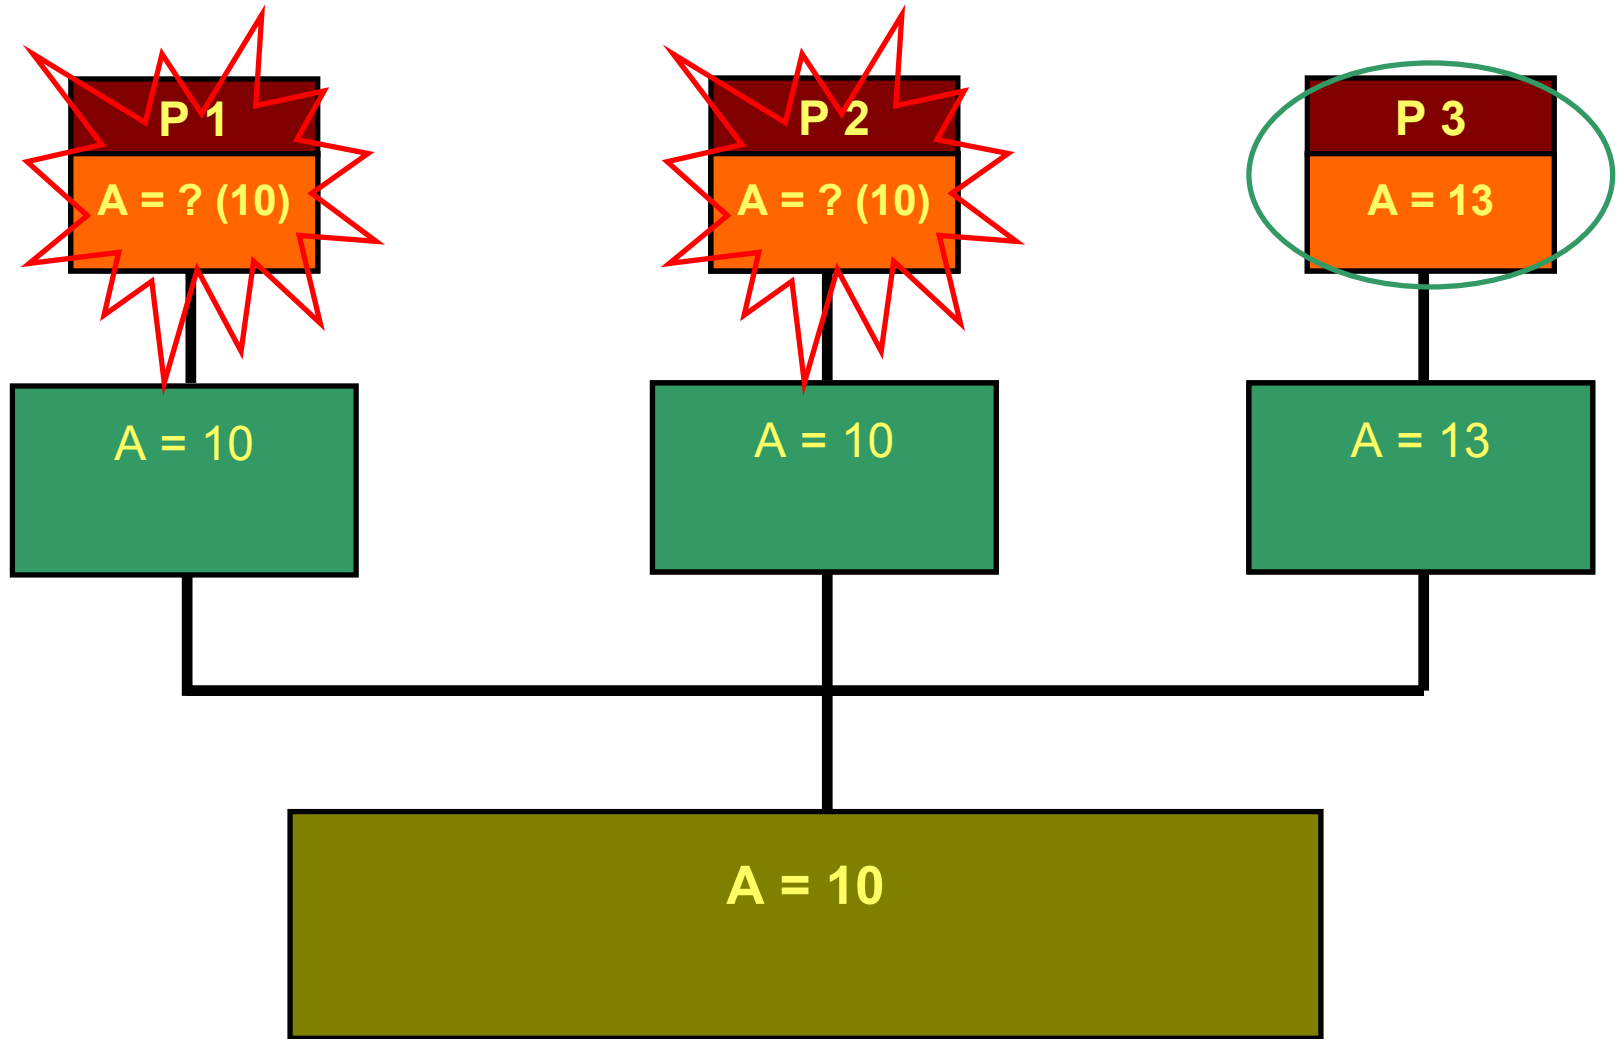 P 1
A = ? (10)
P 2
A = ? (10)
P 3
A = 13
A = 10
A = 10
A = 13
A = 10